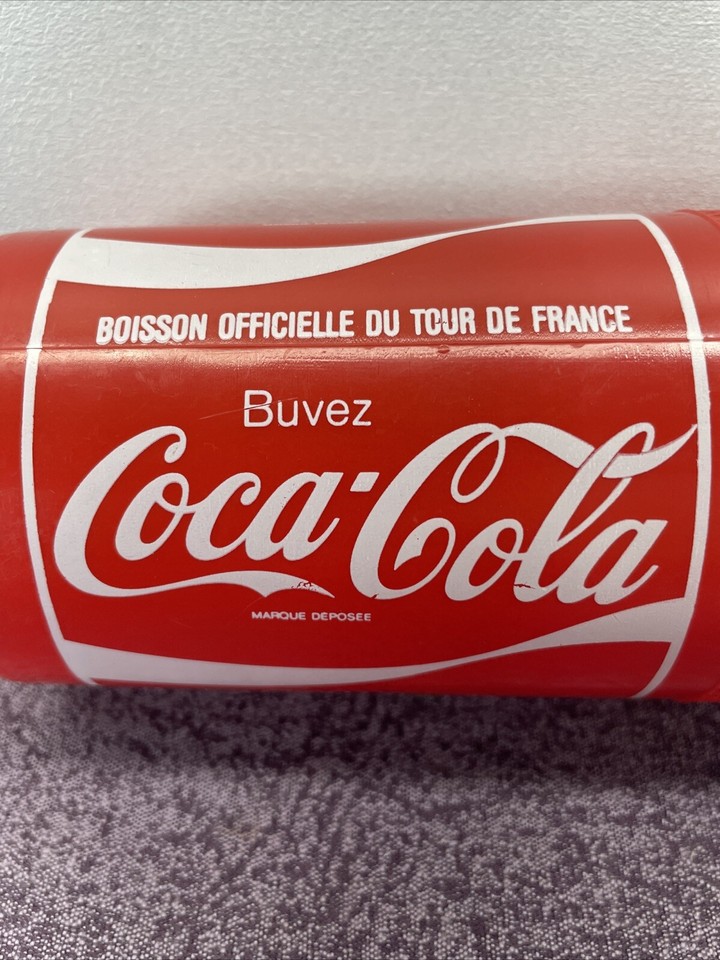 BOISSON OFFICIELLE DU TOUR DE FRANCE
Buvez
Coca-Cola
MARQUE DEPOSEE